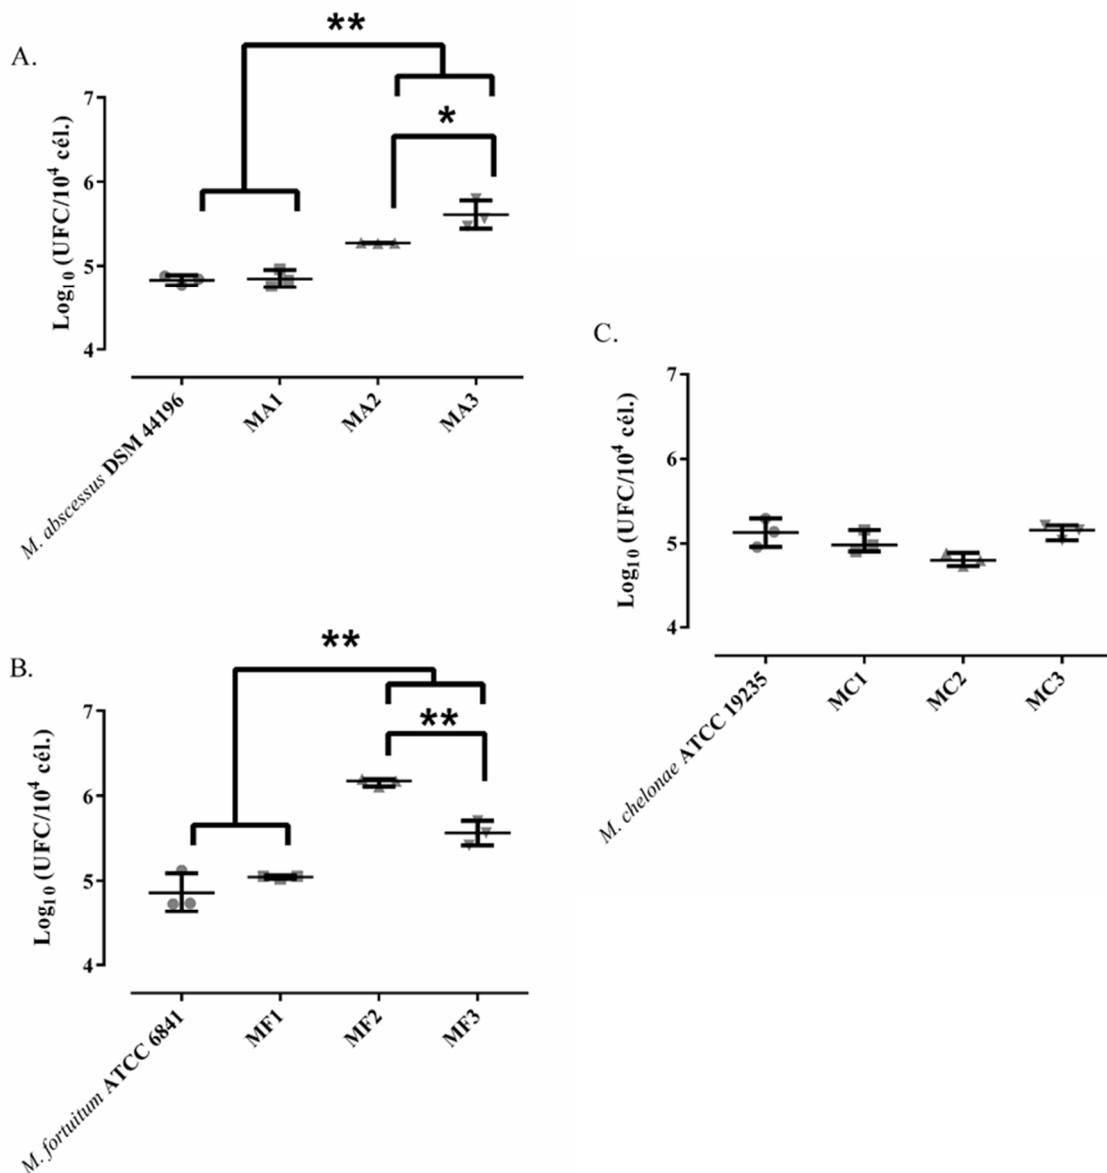 A.
**
*
7
6
5
4
Log10 (UFC/10^4 cél.)
M. abscessus DSM 44196
MA1
MA2
MA3
B.
**
**
7
6
5
4
Log10 (UFC/10^4 cél.)
M. fortuitum ATCC 6841
MF1
MF2
MF3
C.
7
6
5
4
Log10 (UFC/10^4 cél.)
M. chelonae ATCC 19235
MC1
MC2
MC3